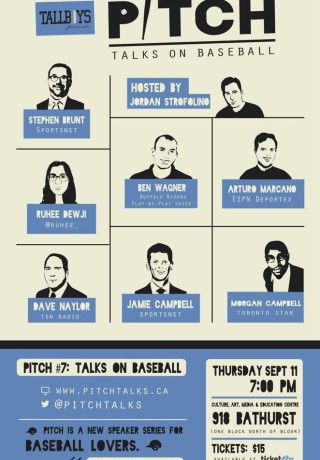 TALLBOYS
PITCH
TALKS ON BASEBALL
HOSTED BY
JORDAN STROFOLINO
STEPHEN BRUNT
SPORTSNET
BEN WAGNER
BUFFALO BISONS
PLAY-BY-PLAY VOICE
ARTURO MARCANO
ESPN DEPORTES
RUHEE DEWJI
@RUHEE_
DAVE NAYLOR
TSN RADIO
JAMIE CAMPBELL
SPORTSNET
MORGAN CAMPBELL
TORONTO STAR
PITCH #7: TALKS ON BASEBALL
WWW.PITCHTALKS.CA
@PITCHTALKS
PITCH IS A NEW SPEAKER SERIES FOR
BASEBALL LOVERS.
THURSDAY SEPT 11
7:00 PM
CULTURE, ART, MEDIA & EDUCATION CENTRE
918 BATHURST
(ONE BLOCK NORTH OF BLOOR)
TICKETS: $15
AVAILABLE AT ticketfly